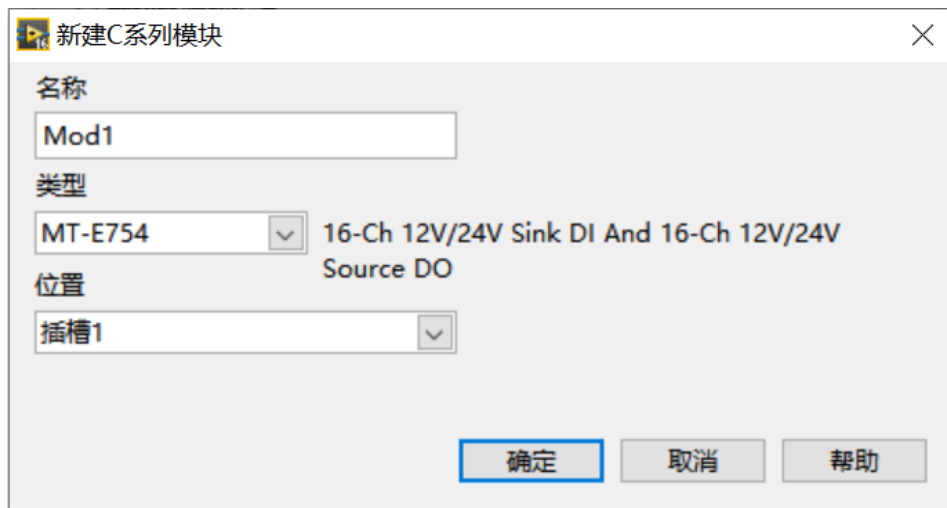 新建C系列模块
名称
Mod1
类型
MT-E754
16-Ch 12V/24V Sink DI And 16-Ch 12V/24V
Source DO
位置
插槽1
确定
取消
帮助